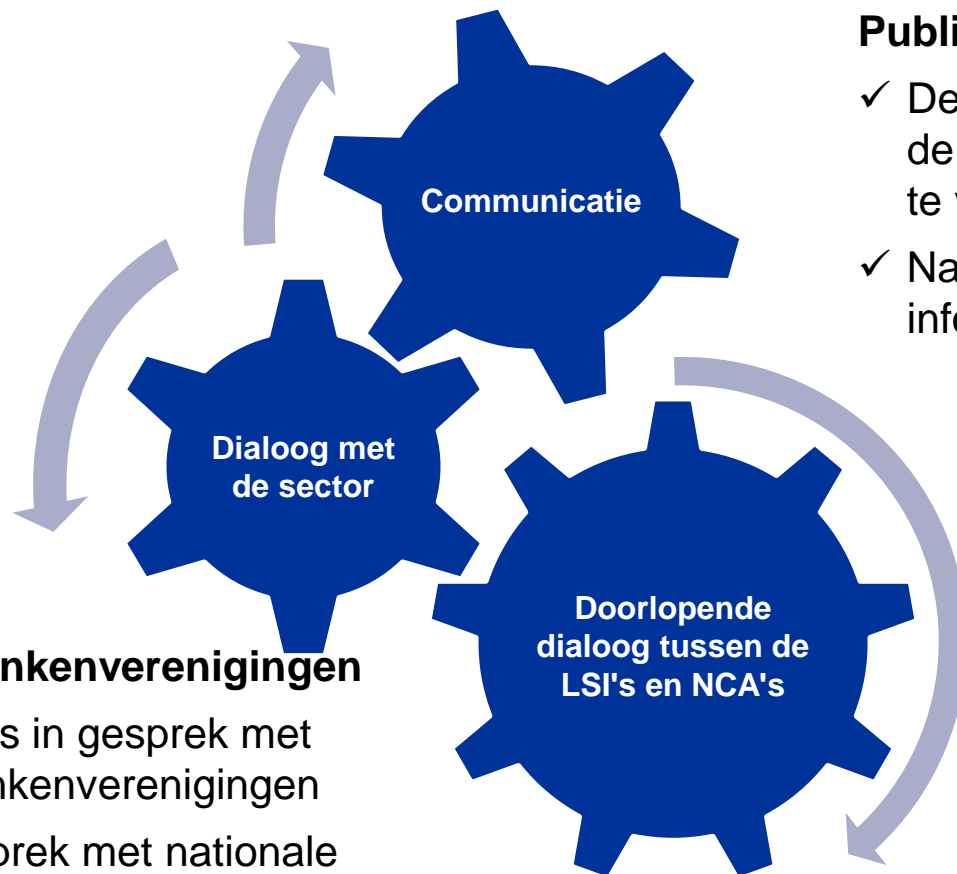 Publi
✓ De
de
te
✓ Na
info
Communicatie
Dialoog met
de sector
Doorlopende
dialoog tussen de
LSI's en NCA's
nkenverenigingen
s in gesprek met
nkenverenigingen
prek met nationale